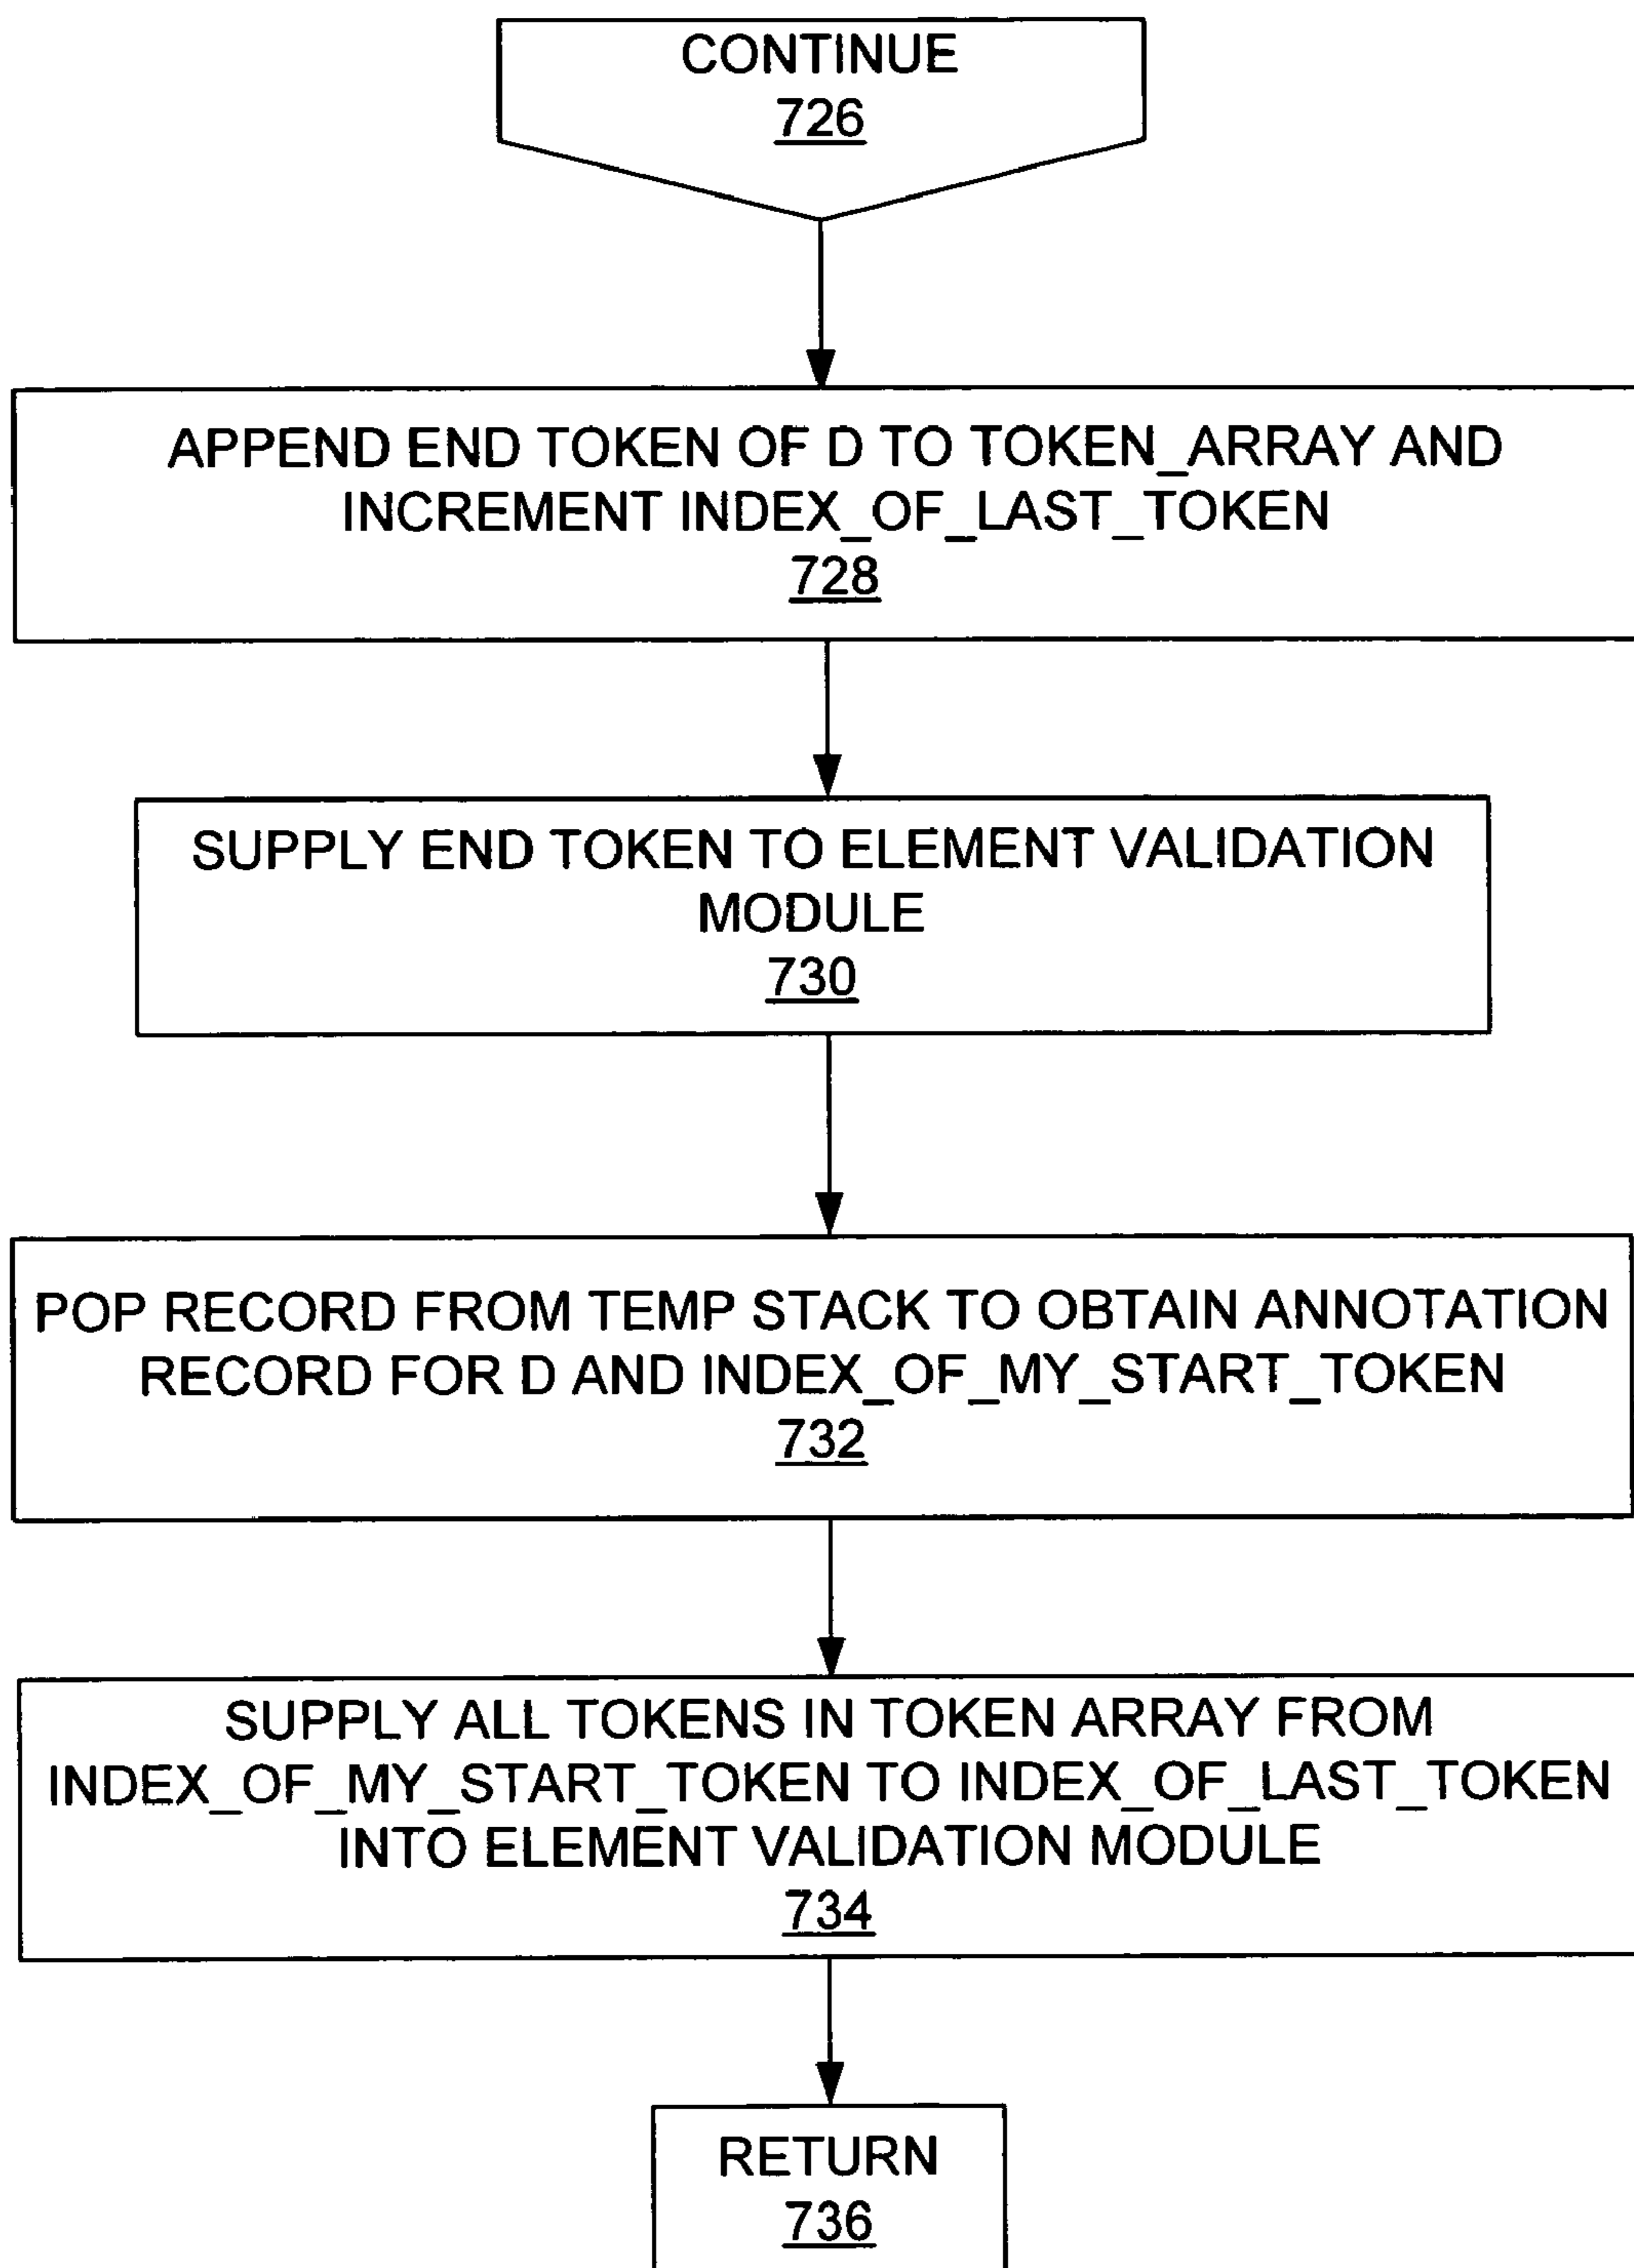 CONTINUE
726
APPEND END TOKEN OF D TO TOKEN_ARRAY AND
INCREMENT INDEX_OF_LAST_TOKEN
728
SUPPLY END TOKEN TO ELEMENT VALIDATION
MODULE
730
POP RECORD FROM TEMP STACK TO OBTAIN ANNOTATION
RECORD FOR D AND INDEX_OF_MY_START_TOKEN
732
SUPPLY ALL TOKENS IN TOKEN ARRAY FROM
INDEX_OF_MY_START_TOKEN TO INDEX_OF_LAST_TOKEN
INTO ELEMENT VALIDATION MODULE
734
RETURN
736